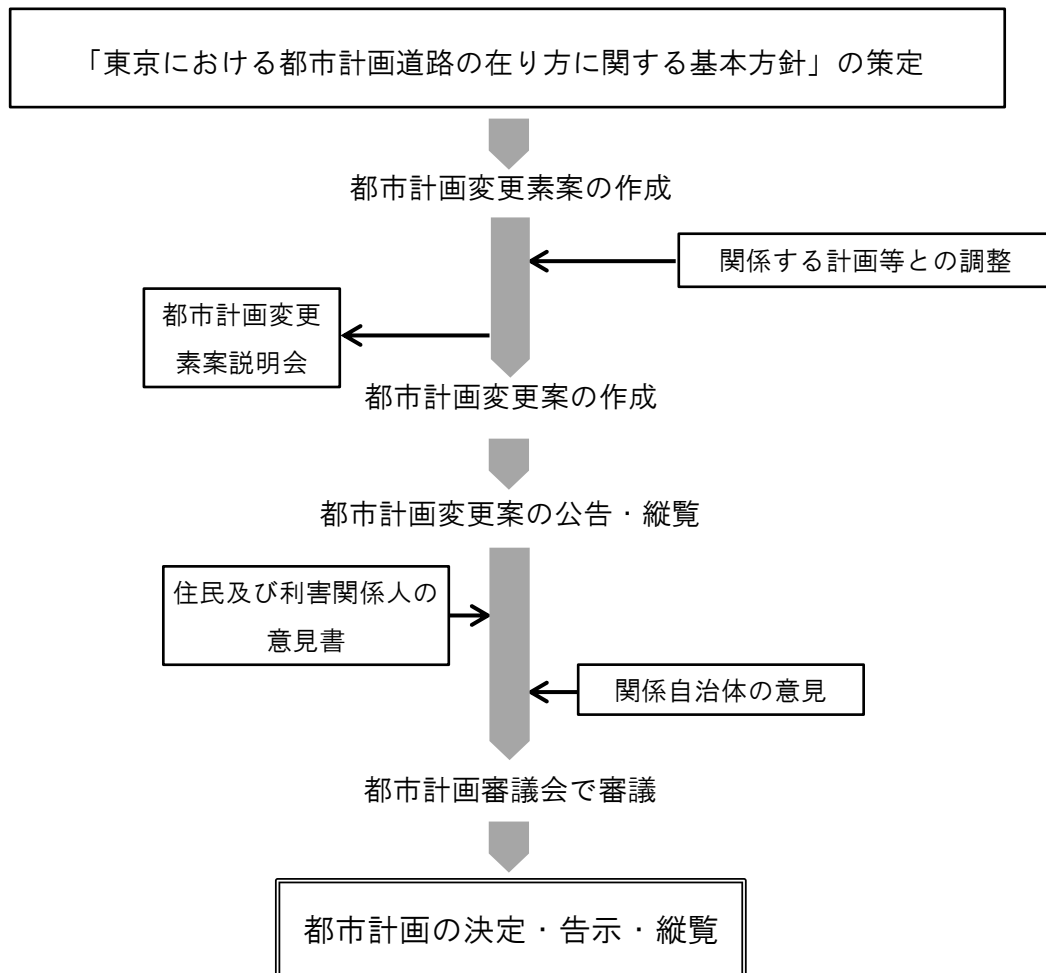 「東京における都市計画道路の在り方に関する基本方針」の策定
都市計画変更素案の作成
関係する計画等との調整
都市計画変更
素案説明会
都市計画変更案の作成
都市計画変更案の公告・縦覧
住民及び利害関係人の
意見書
関係自治体の意見
都市計画審議会で審議
都市計画の決定・告示・縦覧